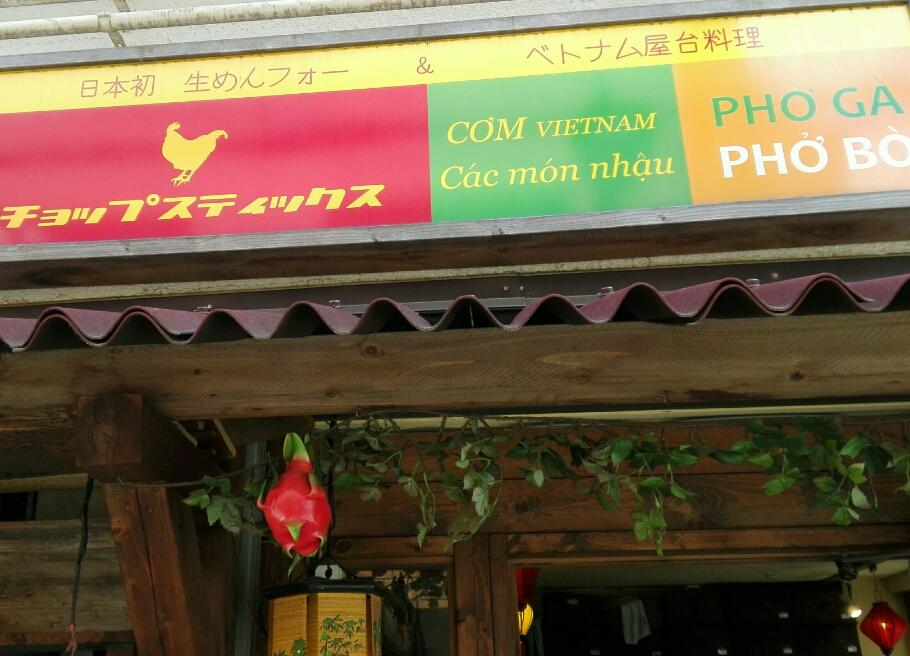 日本初 生めんフォー & ベトナム屋台料理
チョップスティックス
CƠM VIETNAM
Các món nhậu
PHỞ GÀ
PHỞ BÒ